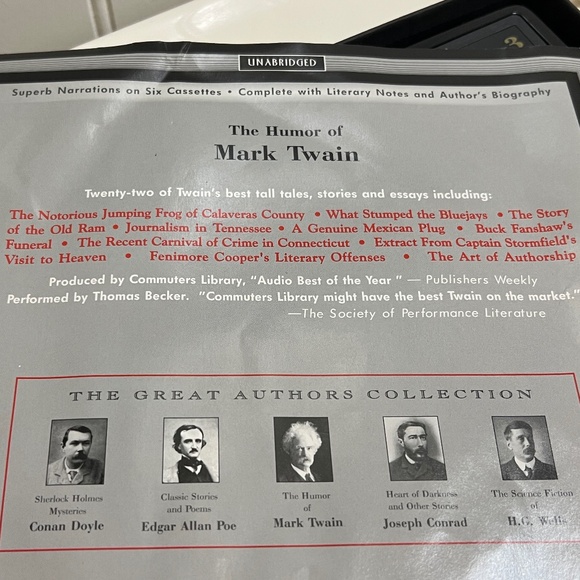 UNABRIDGED
Superb Narrations on Six Cassettes • Complete with Literary Notes and Author's Biography
The Humor of
Mark Twain
Twenty-two of Twain's best tall tales, stories and essays including:
The Notorious Jumping Frog of Calaveras County • What Stumped the Bluejays • The Story
of the Old Ram • Journalism in Tennessee • A Genuine Mexican Plug • Buck Fanshaw's
Funeral • The Recent Carnival of Crime in Connecticut • Extract From Captain Stormfield's
Visit to Heaven • Fenimore Cooper's Literary Offenses • The Art of Authorship
Produced by Commuters Library, "Audio Best of the Year " — Publishers Weekly
Performed by Thomas Becker. "Commuters Library might have the best Twain on the market."
—The Society of Performance Literature
THE GREAT AUTHORS COLLECTION
Sherlock Holmes
Mysteries
Conan Doyle
Classic Stories
and Poems
Edgar Allan Poe
The Humor
of
Mark Twain
Heart of Darkness
and Other Stories
Joseph Conrad
The Science Fiction
of
H.G. Wells